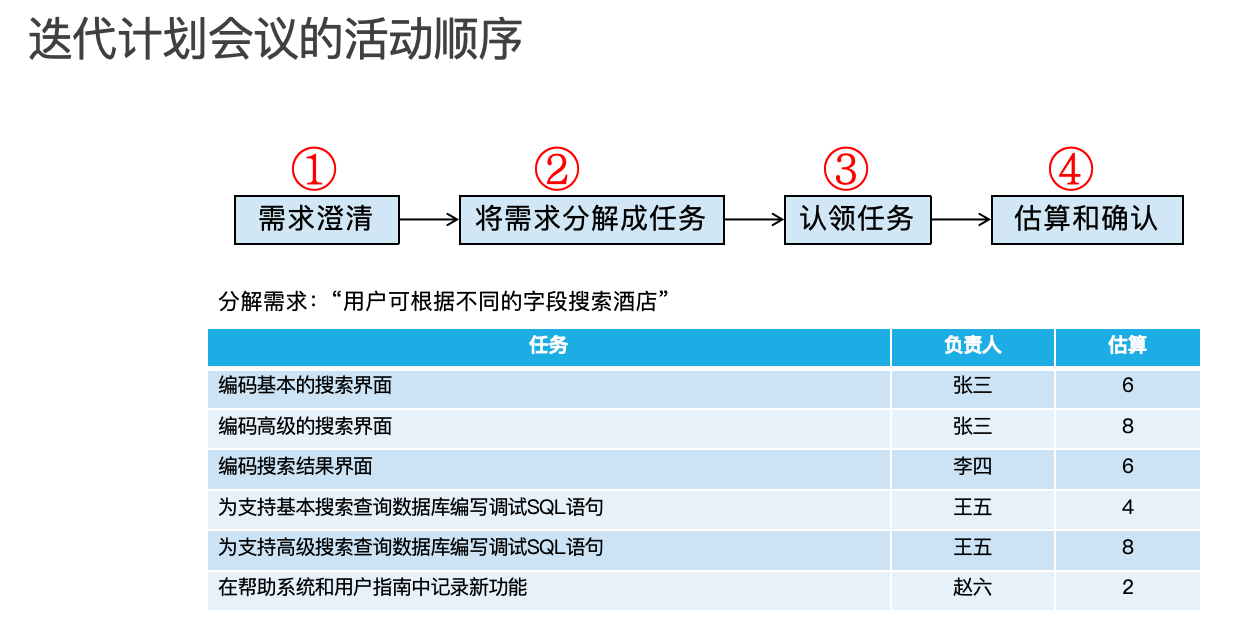 迭代计划会议的活动顺序
① ② ③ ④
需求澄清 将需求分解成任务 认领任务 估算和确认
分解需求：“用户可根据不同的字段搜索酒店”
任务 负责人 估算
编码基本的搜索界面 张三 6
编码高级的搜索界面 张三 8
编码搜索结果界面 李四 6
为支持基本搜索查询数据库编写调试SQL语句 王五 4
为支持高级搜索查询数据库编写调试SQL语句 王五 8
在帮助系统和用户指南中记录新功能 赵六 2